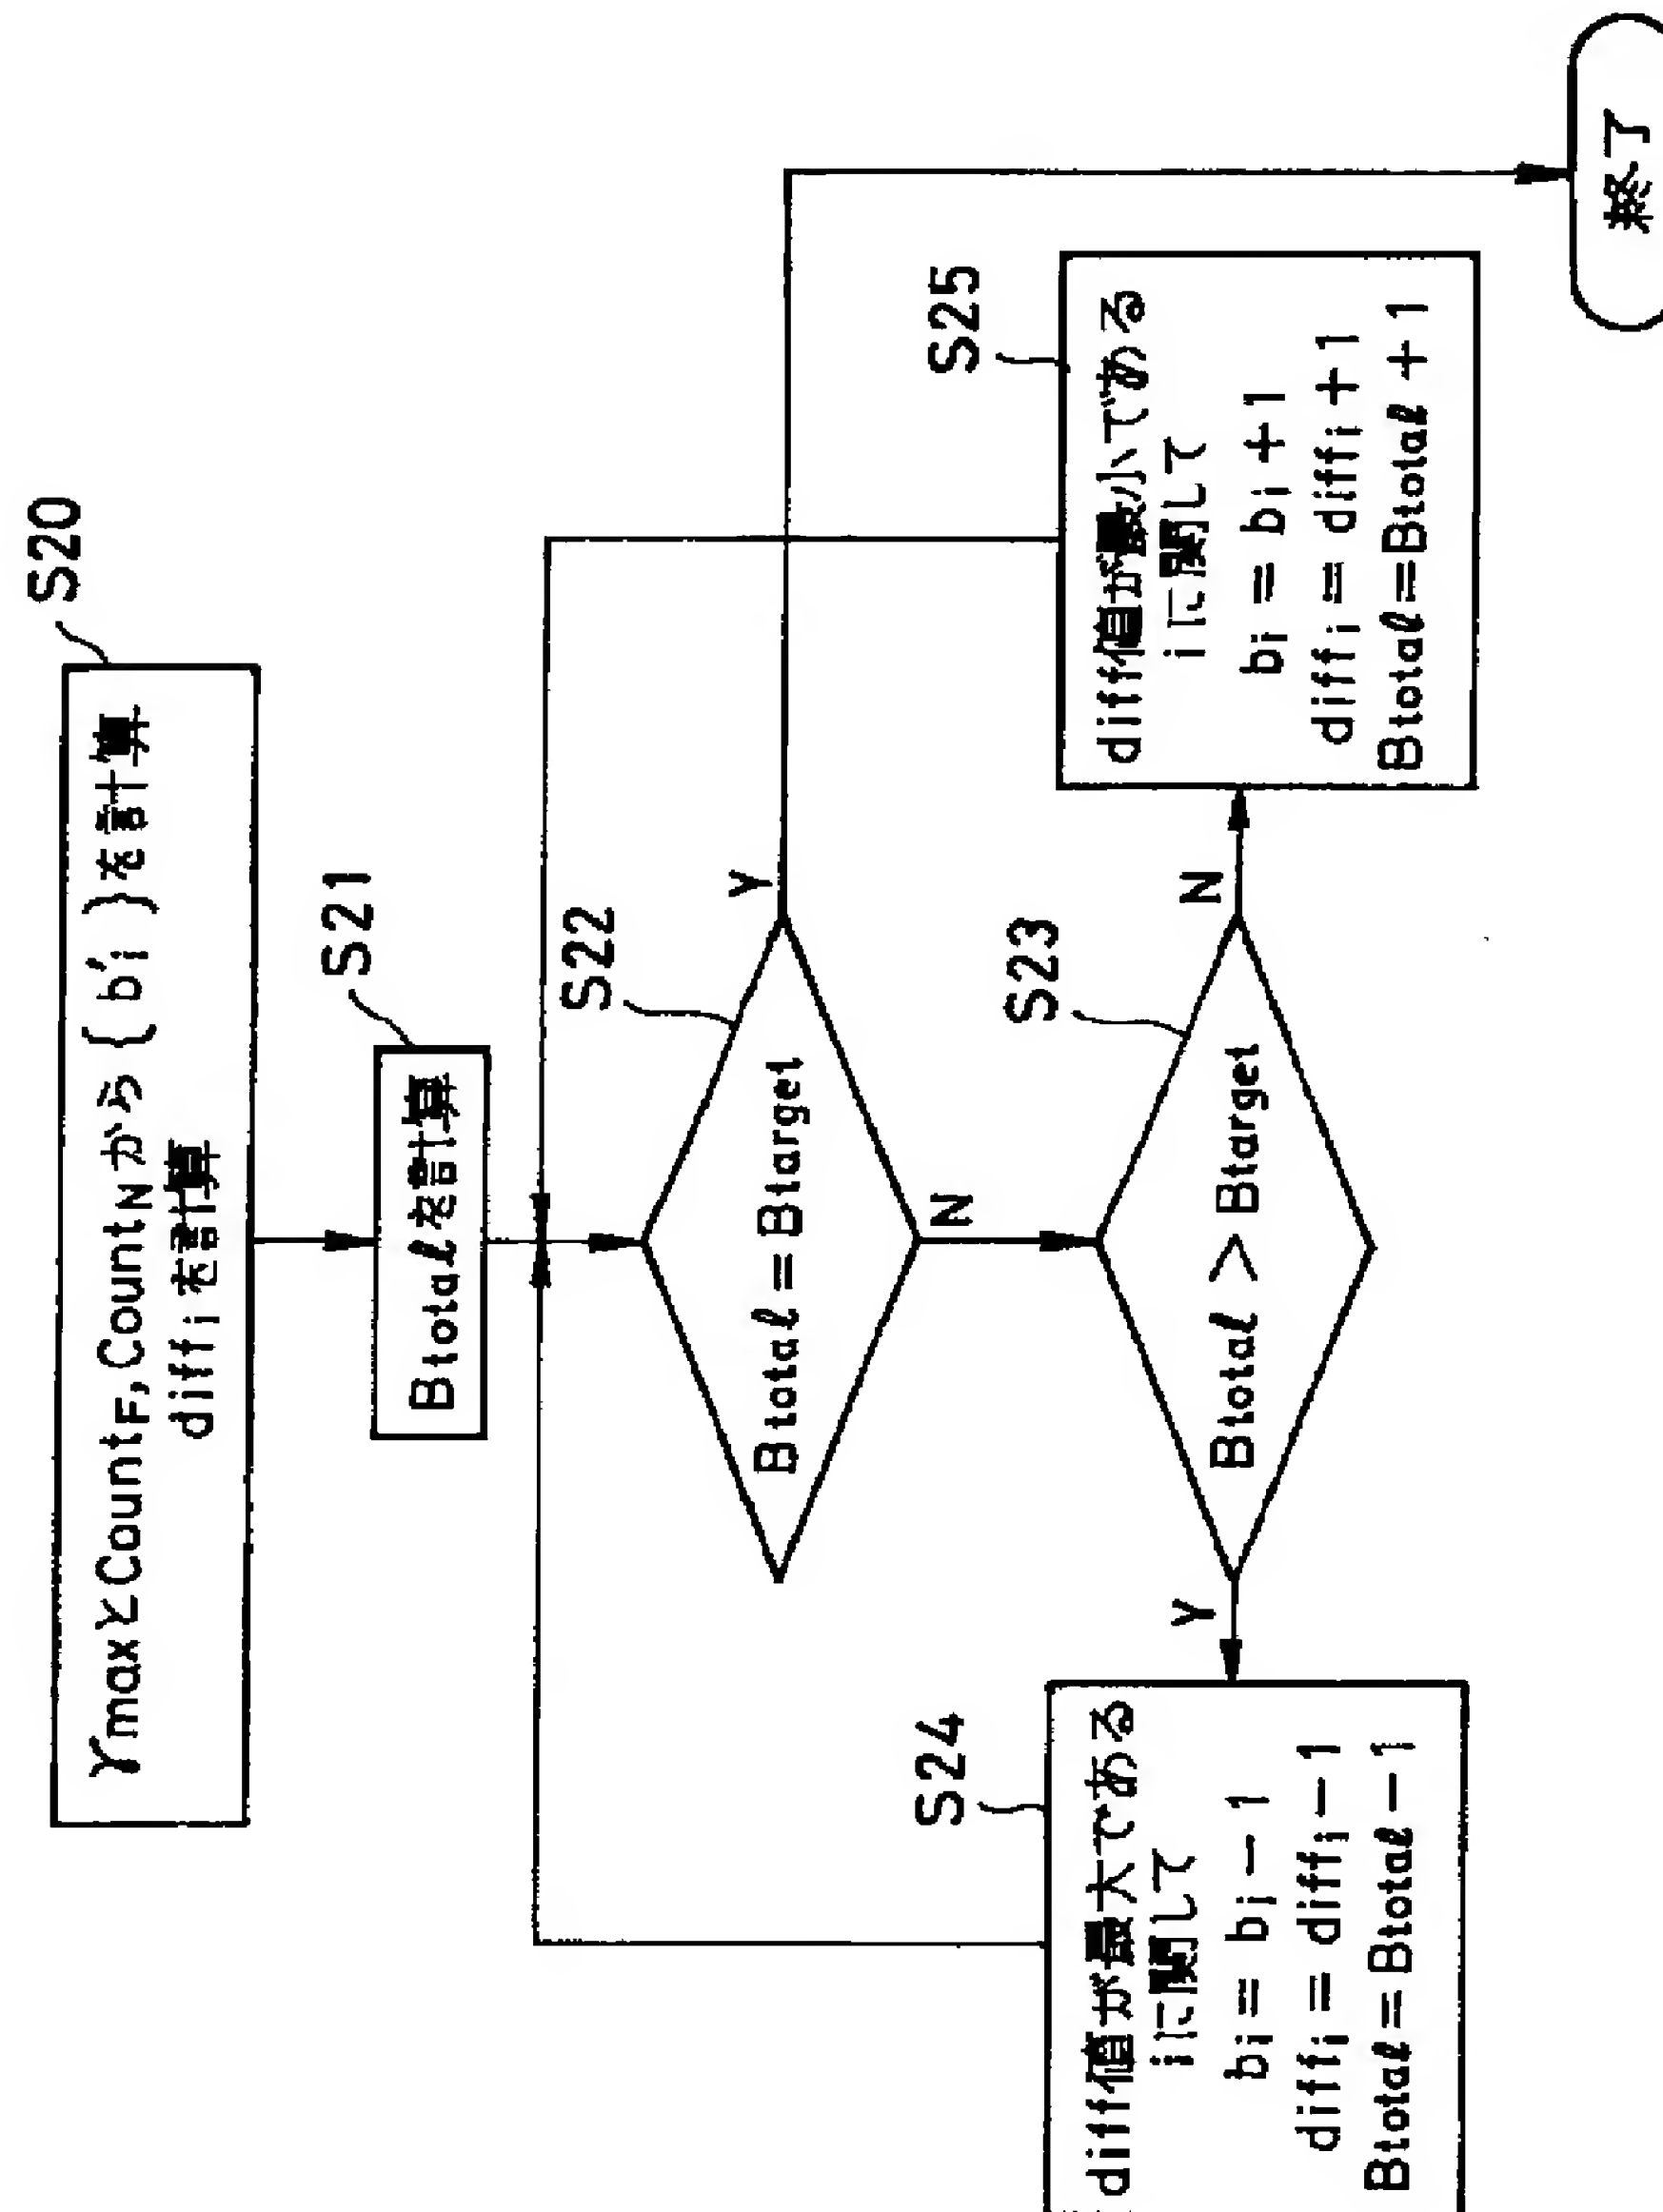 S20
γmaxとCountF,CountNから{b'i}を計算
diffiを計算
S21
Btotalを計算
S22
Btotal=Btarget
Y
N
S23
Btotal>Btarget
Y
N
S24
diff値が最大である
iに関して
bi=bi-1
diffi=diffi-1
Btotal=Btotal-1
S25
diff値が最小である
iに関して
bi=bi+1
diffi=diffi+1
Btotal=Btotal+1
終了